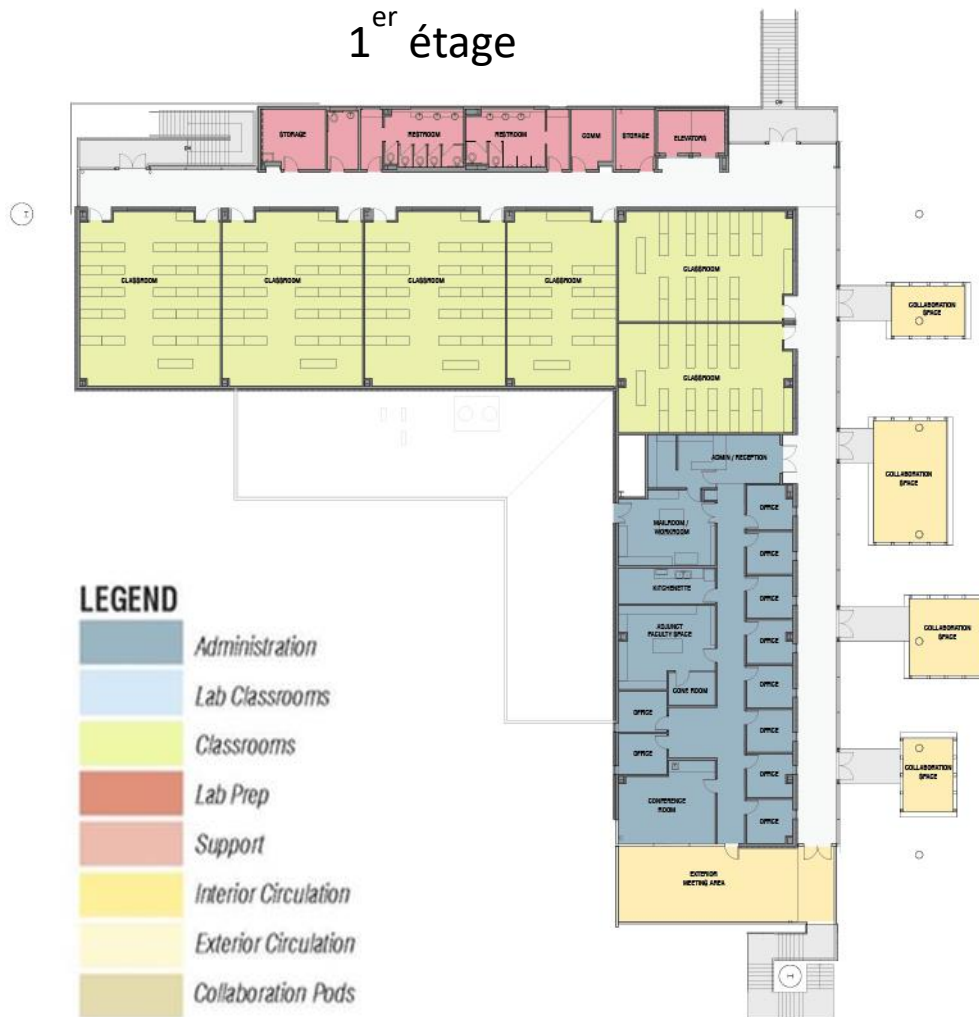 1er étage
STORAGE
RESTROOM
RESTROOM
COMM
STORAGE
ELEVATORS
CLASSROOM
CLASSROOM
CLASSROOM
CLASSROOM
CLASSROOM
CLASSROOM
COLLABORATION
SPACE
COLLABORATION
SPACE
COLLABORATION
SPACE
COLLABORATION
SPACE
ADMIN / RECEPTION
MAILROOM /
WORKROOM
KITCHENETTE
ADJUNCT
FACULTY SPACE
CONE ROOM
OFFICE
OFFICE
CONFERENCE
ROOM
OFFICE
OFFICE
OFFICE
OFFICE
OFFICE
OFFICE
OFFICE
OFFICE
EXTERIOR
MEETING AREA
LEGEND
Administration
Lab Classrooms
Classrooms
Lab Prep
Support
Interior Circulation
Exterior Circulation
Collaboration Pods